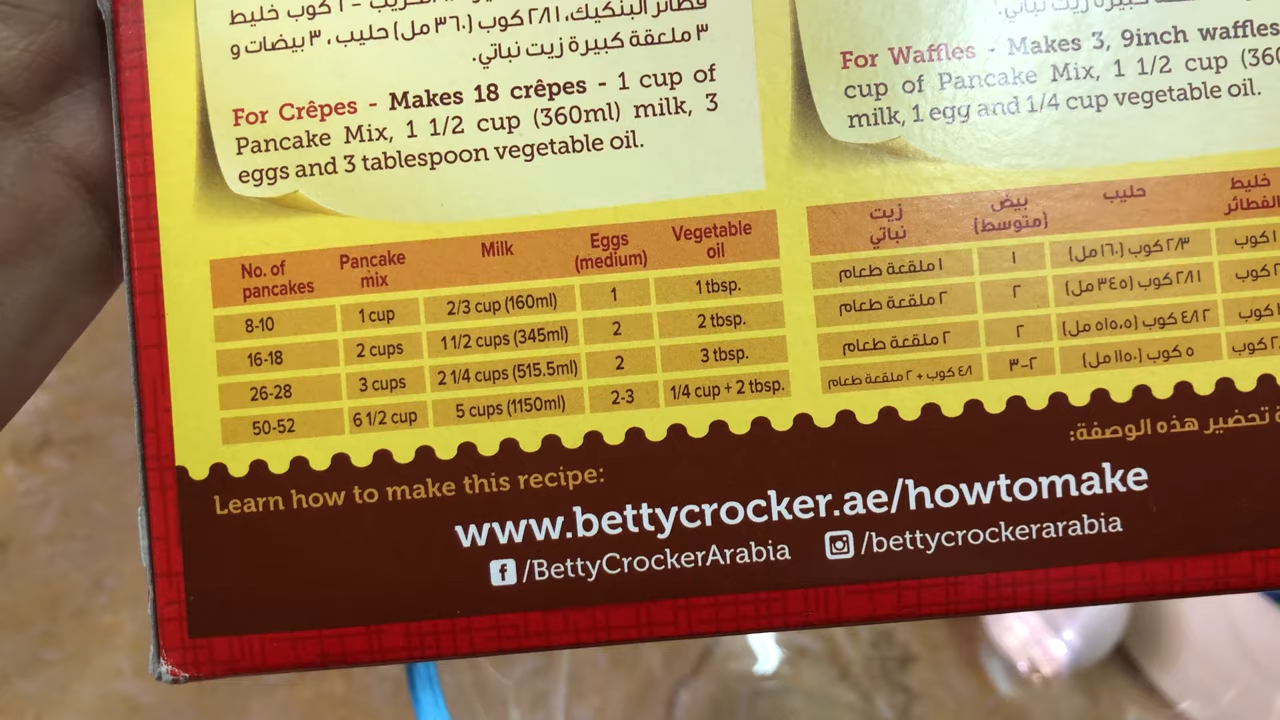 فطائر البنكيك، ١ ١/٢ كوب (٣٦٠ مل) حليب، ٣ بيضات و
٣ ملعقة كبيرة زيت نباتي.
For Crêpes - Makes 18 crêpes - 1 cup of
Pancake Mix, 1 1/2 cup (360ml) milk, 3
eggs and 3 tablespoon vegetable oil.
For Waffles - Makes 3, 9inch waffles
cup of Pancake Mix, 1 1/2 cup (360
milk, 1 egg and 1/4 cup vegetable oil.
No. of pancakes Pancake mix Milk Eggs (medium) Vegetable oil
8-10 1 cup 2/3 cup (160ml) 1 1 tbsp.
16-18 2 cups 1 1/2 cups (345ml) 2 2 tbsp.
26-28 3 cups 2 1/4 cups (515.5ml) 2 3 tbsp.
50-52 6 1/2 cup 5 cups (1150ml) 2-3 1/4 cup + 2 tbsp.
خليط الفطائر حليب بيض (متوسط) زيت نباتي
١ كوب ٢/٣ كوب (١٦٠ مل) ١ ١ ملقعة طعام
كوب ١ ١/٢ كوب (٣٤٥ مل) ٢ ٢ ملقعة طعام
كوب ٢ ١/٤ كوب (٥١٥،٥ مل) ٢ ٢ ملقعة طعام
كوب ٥ كوب (١١٥٠ مل) ٢-٣ ١/٤ كوب + ٢ ملقعة طعام
تحضير هذه الوصفة:
Learn how to make this recipe:
www.bettycrocker.ae/howtomake
/BettyCrockerArabia /bettycrockerarabia